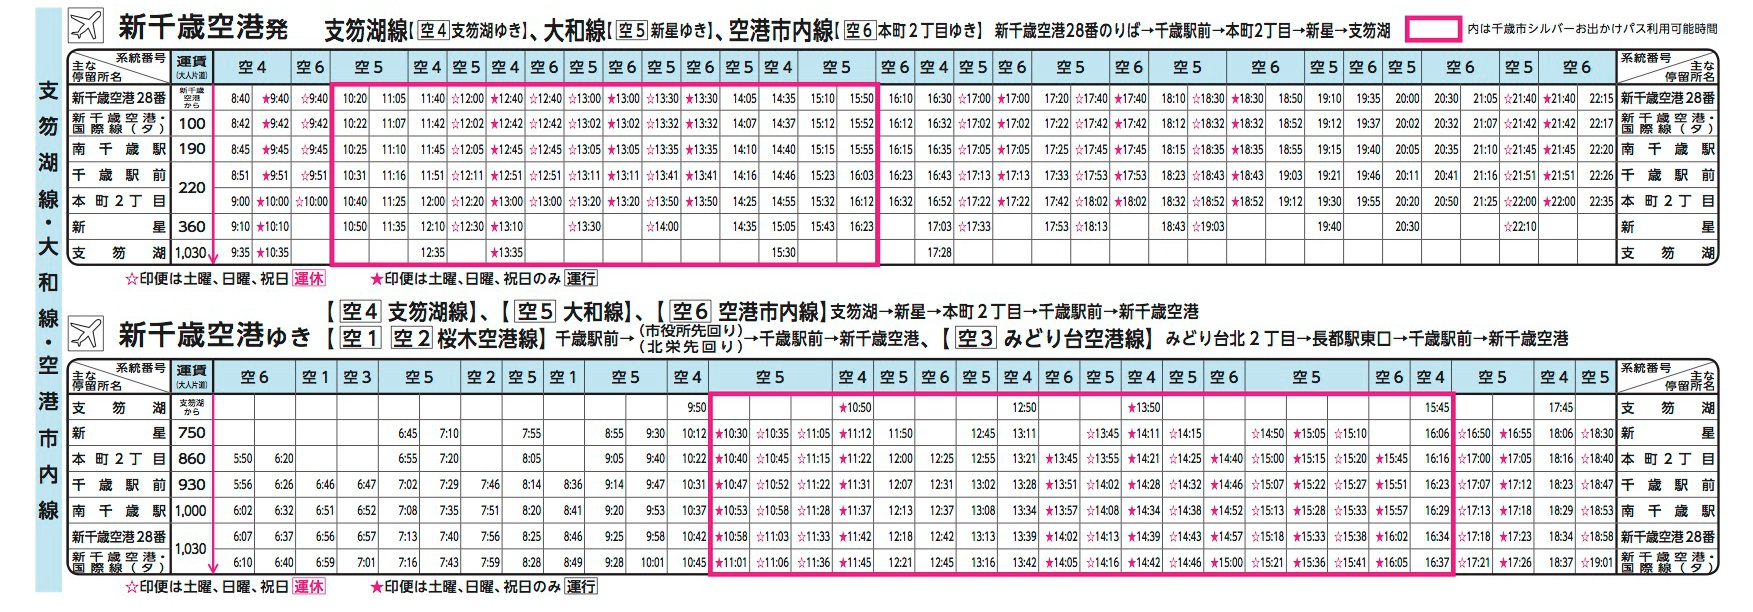 支笏湖線・大和線・空港市内線
新千歳空港発 支笏湖線【空4支笏湖ゆき】、大和線【空5新星ゆき】、空港市内線【空6本町2丁目ゆき】 新千歳空港28番のりば→千歳駅前→本町2丁目→新星→支笏湖 内は千歳市シルバーお出かけパス利用可能時間
系統番号 主な停留所名 運賃(大人片道) 空4 空6 空5 空4 空5 空4 空6 空5 空6 空5 空6 空5 空4 空5 空6 空4 空5 空6 空5 空6 空5 空6 空5 空6 空5 空6 空5 空6 系統番号 主な停留所名
新千歳空港28番 新千歳空港から 8:40 ★9:40 ☆9:40 10:20 11:05 11:40 ☆12:00 ★12:40 ☆12:40 ☆13:00 ★13:00 ☆13:30 ★13:30 14:05 14:35 15:10 15:50 16:10 16:30 ☆17:00 ★17:00 17:20 ☆17:40 ★17:40 18:10 ☆18:30 ★18:30 18:50 19:10 19:35 20:00 20:30 21:05 ☆21:40 ★21:40 22:15 新千歳空港28番
新千歳空港・国際線(夕) 100 8:42 ★9:42 ☆9:42 10:22 11:07 11:42 ☆12:02 ★12:42 ☆12:42 ☆13:02 ★13:02 ☆13:32 ★13:32 14:07 14:37 15:12 15:52 16:12 16:32 ☆17:02 ★17:02 17:22 ☆17:42 ★17:42 18:12 ☆18:32 ★18:32 18:52 19:12 19:37 20:02 20:32 21:07 ☆21:42 ★21:42 22:17 新千歳空港・国際線(夕)
南千歳駅 190 8:45 ★9:45 ☆9:45 10:25 11:10 11:45 ☆12:05 ★12:45 ☆12:45 ☆13:05 ★13:05 ☆13:35 ★13:35 14:10 14:40 15:15 15:55 16:15 16:35 ☆17:05 ★17:05 17:25 ☆17:45 ★17:45 18:15 ☆18:35 ★18:35 18:55 19:15 19:40 20:05 20:35 21:10 ☆21:45 ★21:45 22:20 南千歳駅
千歳駅前 220 8:51 ★9:51 ☆9:51 10:31 11:16 11:51 ☆12:11 ★12:51 ☆12:51 ☆13:11 ★13:11 ☆13:41 ★13:41 14:16 14:46 15:23 16:03 16:23 16:43 ☆17:13 ★17:13 17:33 ☆17:53 ★17:53 18:23 ☆18:43 ★18:43 19:03 19:21 19:46 20:11 20:41 21:16 ☆21:51 ★21:51 22:26 千歳駅前
本町2丁目 9:00 ★10:00 ☆10:00 10:40 11:25 12:00 ☆12:20 ★13:00 ☆13:00 ☆13:20 ★13:20 ☆13:50 ★13:50 14:25 14:55 15:32 16:12 16:32 16:52 ☆17:22 ★17:22 17:42 ☆18:02 ★18:02 18:32 ☆18:52 ★18:52 19:12 19:30 19:55 20:20 20:50 21:25 ☆22:00 ★22:00 22:35 本町2丁目
新星 360 9:10 ★10:10 10:50 11:35 12:10 ☆12:30 ★13:10 ☆13:30 ☆14:00 14:35 15:05 15:43 16:23 17:03 ☆17:33 17:53 ☆18:13 18:43 ☆19:03 19:40 20:30 ☆22:10 新星
支笏湖 1,030 9:35 ★10:35 12:35 ★13:35 15:30 17:28 支笏湖
☆印便は土曜、日曜、祝日運休 ★印便は土曜、日曜、祝日のみ運行
【空4支笏湖線】、【空5大和線】、【空6空港市内線】支笏湖→新星→本町2丁目→千歳駅前→新千歳空港
新千歳空港ゆき【空1 空2桜木空港線】千歳駅前→(市役所先回り)(北栄先回り)→千歳駅前→新千歳空港、【空3みどり台空港線】みどり台北2丁目→長都駅東口→千歳駅前→新千歳空港
系統番号 主な停留所名 運賃(大人片道) 空6 空1 空3 空5 空2 空5 空1 空5 空4 空5 空4 空5 空6 空5 空4 空6 空5 空4 空5 空6 空5 空6 空4 空5 空4 空5 系統番号 主な停留所名
支笏湖 支笏湖から 9:50 ★10:50 12:50 ★13:50 15:45 17:45 支笏湖
新星 750 6:45 7:10 7:55 8:55 9:30 10:12 ★10:30 ☆10:35 ☆11:05 ★11:12 11:50 12:45 13:11 ☆13:45 ★14:11 ☆14:15 ☆14:50 ★15:05 ☆15:10 16:06 ☆16:50 ★16:55 18:06 ☆18:30 新星
本町2丁目 860 5:50 6:20 6:55 7:20 8:05 9:05 9:40 10:22 ★10:40 ☆10:45 ☆11:15 ★11:22 12:00 12:25 12:55 13:21 ★13:45 ☆13:55 ★14:21 ☆14:25 ★14:40 ☆15:00 ★15:15 ☆15:20 ★15:45 16:16 ☆17:00 ★17:05 18:16 ☆18:40 本町2丁目
千歳駅前 930 5:56 6:26 6:46 6:47 7:02 7:29 7:46 8:14 8:36 9:14 9:47 10:31 ★10:47 ☆10:52 ☆11:22 ★11:31 12:07 12:31 13:02 13:28 ★13:51 ☆14:02 ★14:28 ☆14:32 ★14:46 ☆15:07 ★15:22 ☆15:27 ★15:51 16:23 ☆17:07 ★17:12 18:23 ☆18:47 千歳駅前
南千歳駅 1,000 6:02 6:32 6:51 6:52 7:08 7:35 7:51 8:20 8:41 9:20 9:53 10:37 ★10:53 ☆10:58 ☆11:28 ★11:37 12:13 12:37 13:08 13:34 ★13:57 ☆14:08 ★14:34 ☆14:38 ★14:52 ☆15:13 ★15:28 ☆15:33 ★15:57 16:29 ☆17:13 ★17:18 18:29 ☆18:53 南千歳駅
新千歳空港28番 1,030 6:07 6:37 6:56 6:57 7:13 7:40 7:56 8:25 8:46 9:25 9:58 10:42 ★10:58 ☆11:03 ☆11:33 ★11:42 12:18 12:42 13:13 13:39 ★14:02 ☆14:13 ★14:39 ☆14:43 ★14:57 ☆15:18 ★15:33 ☆15:38 ★16:02 16:34 ☆17:18 ★17:23 18:34 ☆18:58 新千歳空港28番
新千歳空港・国際線(夕) 6:10 6:40 6:59 7:01 7:16 7:43 7:59 8:28 8:49 9:28 10:01 10:45 ★11:01 ☆11:06 ☆11:36 ★11:45 12:21 12:45 13:16 13:42 ★14:05 ☆14:16 ★14:42 ☆14:46 ★15:00 ☆15:21 ★15:36 ☆15:41 ★16:05 16:37 ☆17:21 ★17:26 18:37 ☆19:01 新千歳空港・国際線(夕)
☆印便は土曜、日曜、祝日運休 ★印便は土曜、日曜、祝日のみ運行